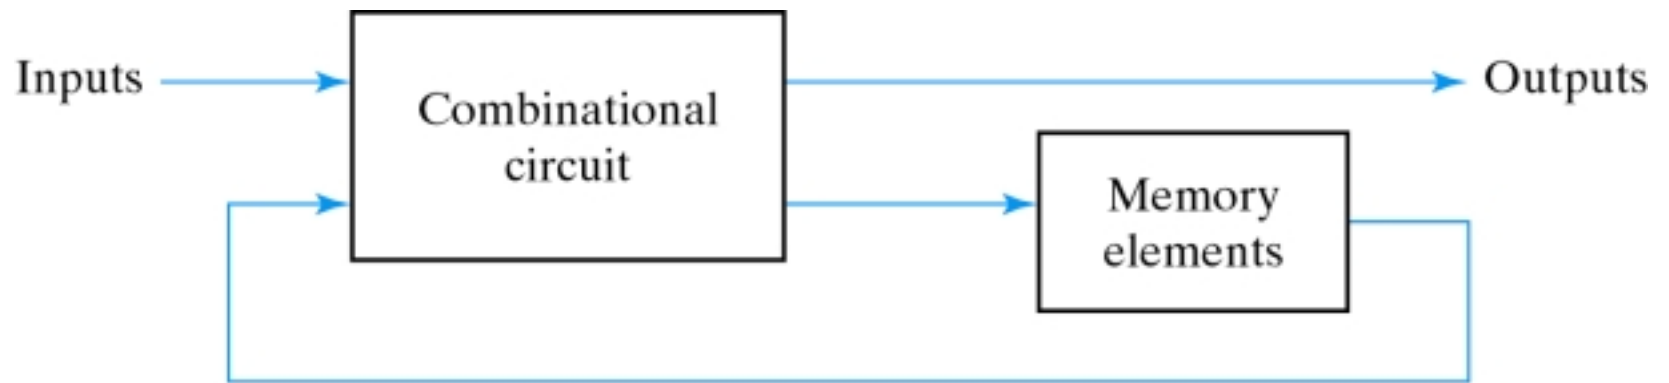 Inputs
Combinational
circuit
Outputs
Memory
elements